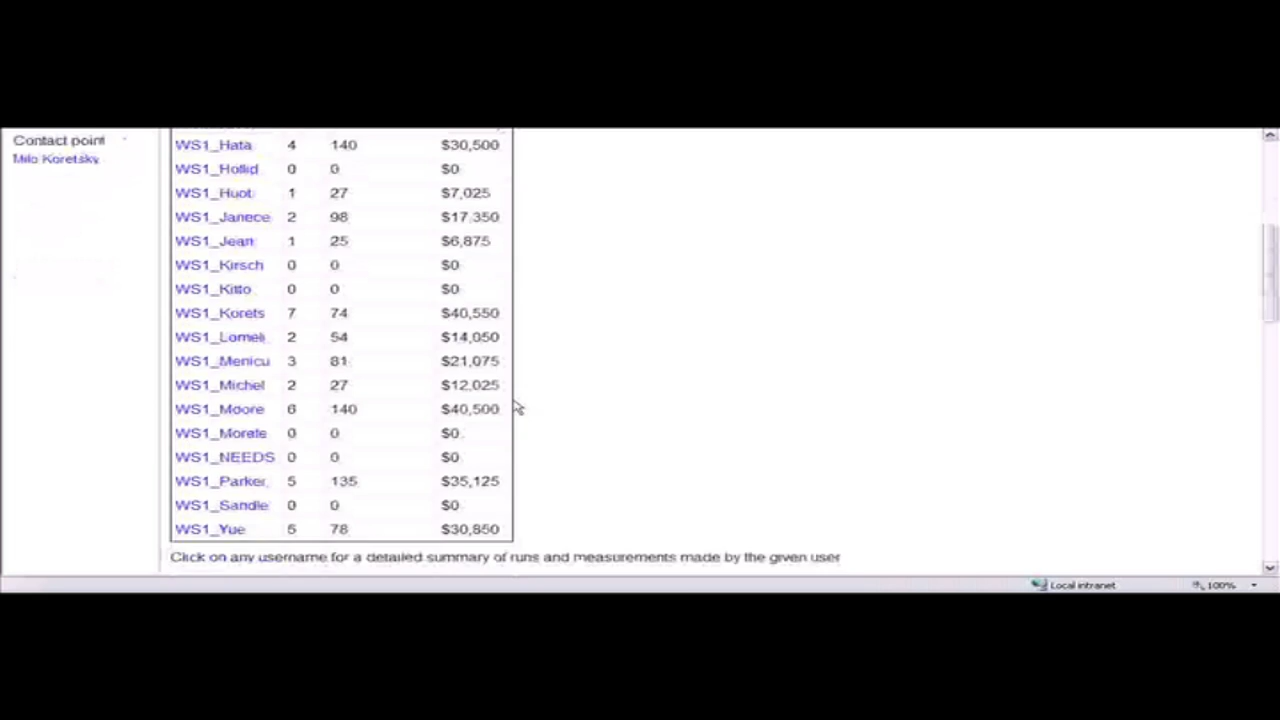 Contact point
Milo Koretsky
WS1_Hata 4 140 $30,500
WS1_Hollid 0 0 $0
WS1_Huot 1 27 $7,025
WS1_Janece 2 98 $17,350
WS1_Jean 1 25 $6,875
WS1_Kirsch 0 0 $0
WS1_Kitto 0 0 $0
WS1_Korets 7 74 $40,550
WS1_Lomeli 2 54 $14,050
WS1_Menicu 3 81 $21,075
WS1_Michel 2 27 $12,025
WS1_Moore 6 140 $40,500
WS1_Morele 0 0 $0
WS1_NEEDS 0 0 $0
WS1_Parker 5 135 $35,125
WS1_Sandle 0 0 $0
WS1_Yue 5 78 $30,850
Click on any username for a detailed summary of runs and measurements made by the given user
Local intranet 100%